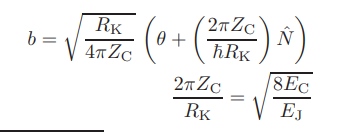 b = \sqrt{\frac{R_K}{4\pi Z_C}} \left( \theta + \left( \frac{2\pi Z_C}{\hbar R_K} \right) \hat{N} \right)
\frac{2\pi Z_C}{R_K} = \sqrt{\frac{8E_C}{E_J}}